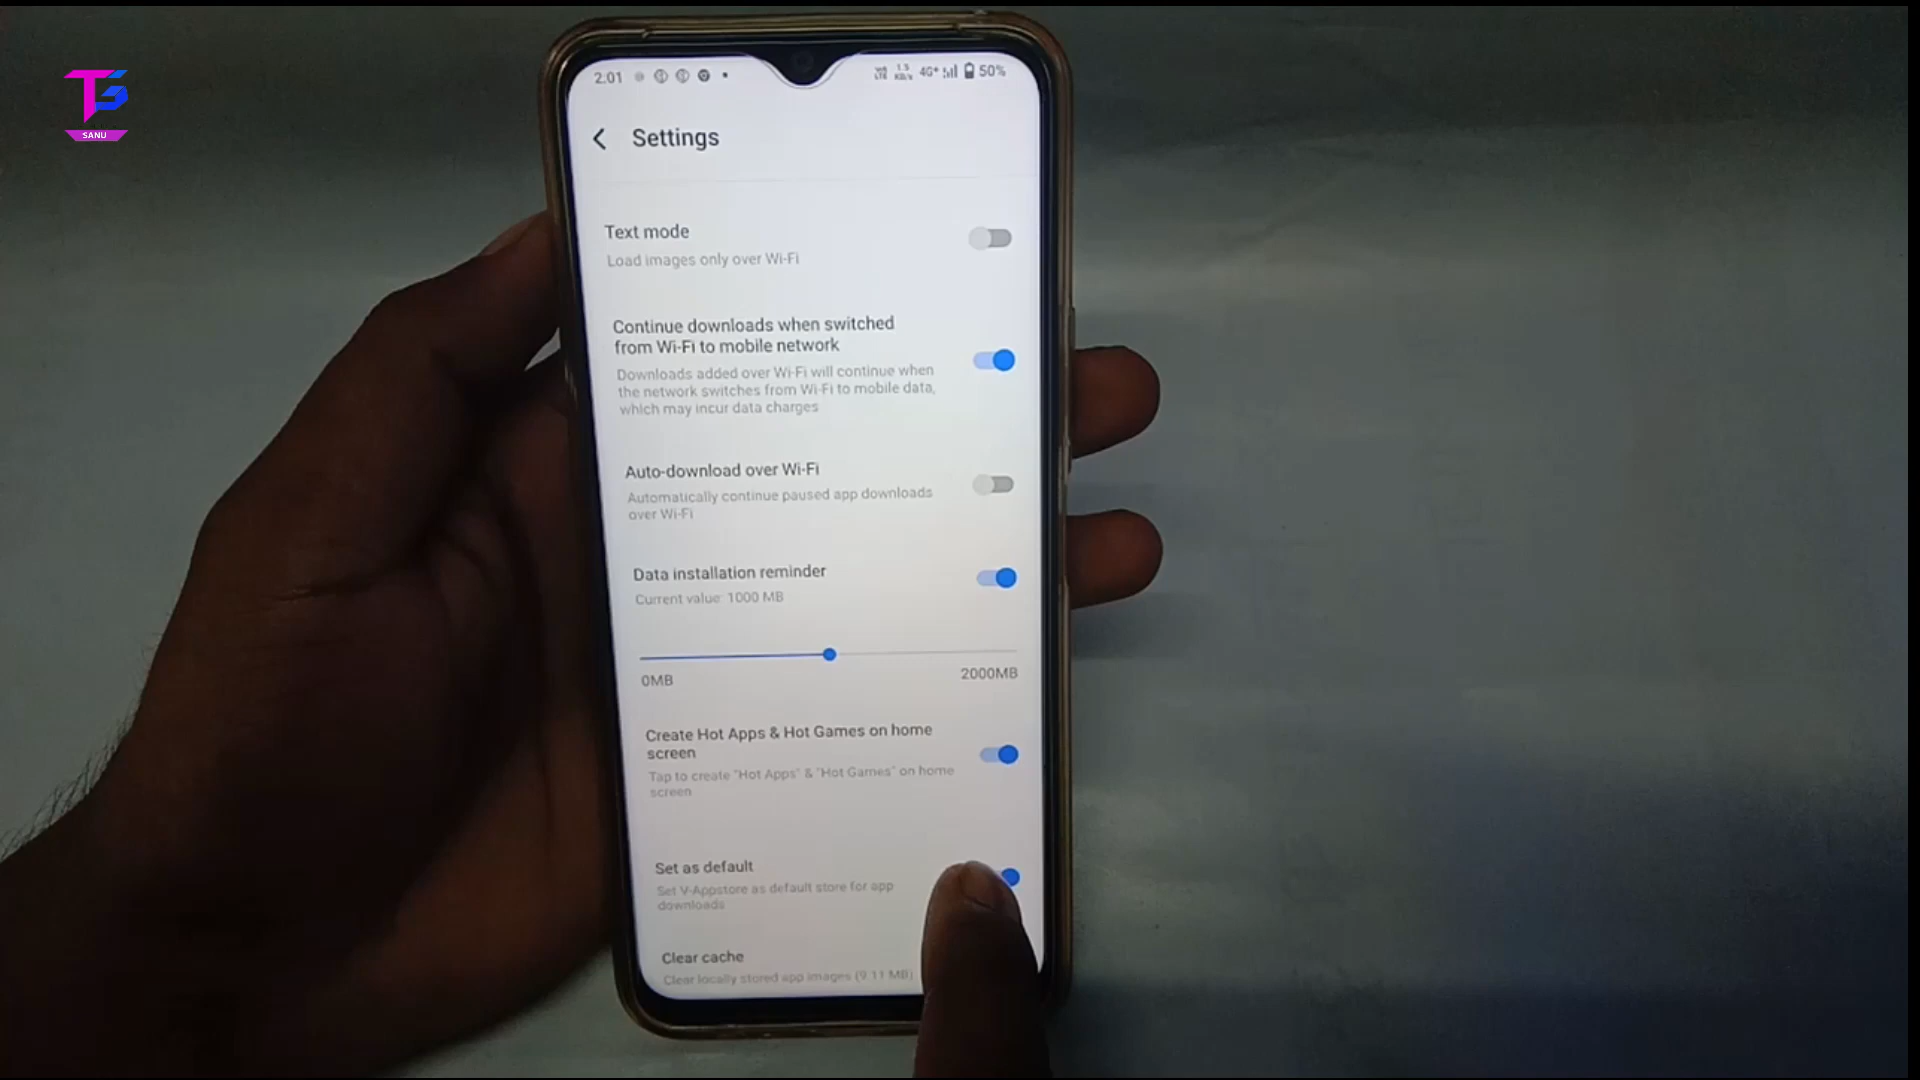 TS
SANU
2:01
4G+ 50%
Settings
Text mode
Load images only over Wi-Fi
Continue downloads when switched
from Wi-Fi to mobile network
Downloads added over Wi-Fi will continue when
the network switches from Wi-Fi to mobile data,
which may incur data charges
Auto-download over Wi-Fi
Automatically continue paused app downloads
over Wi-Fi
Data installation reminder
Current value: 1000 MB
0MB 2000MB
Create Hot Apps & Hot Games on home
screen
Tap to create "Hot Apps" & "Hot Games" on home
screen
Set as default
Set V-Appstore as default store for app
downloads
Clear cache
Clear locally stored app images (9.11 MB)